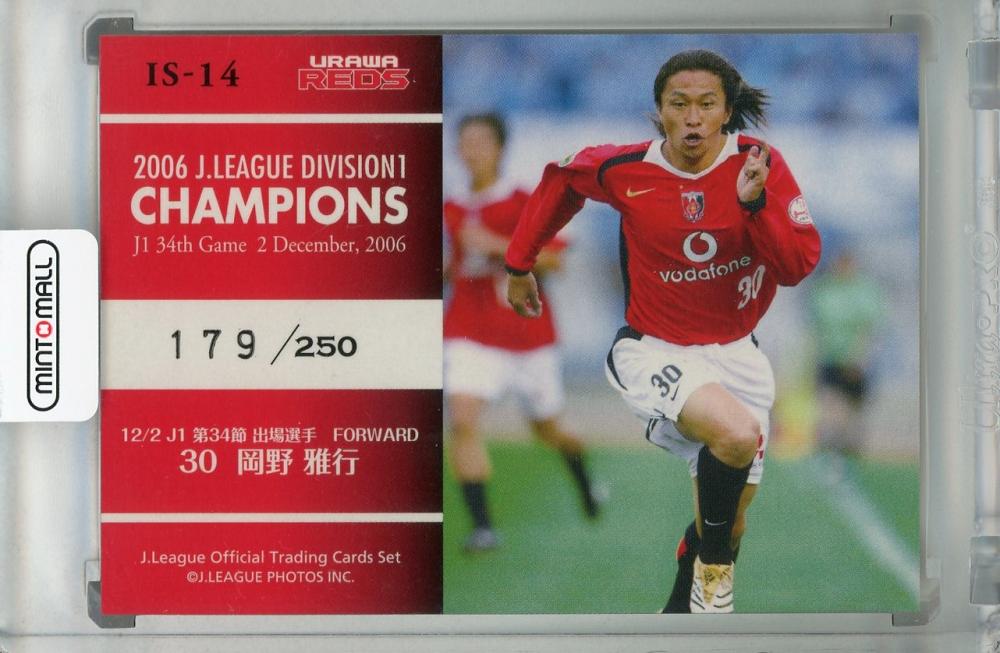 IS-14
URAWA
REDS
2006 J.LEAGUE DIVISION1
CHAMPIONS
J1 34th Game 2 December, 2006
179/250
12/2 J1 第34節 出場選手 FORWARD
30 岡野 雅行
J.League Official Trading Cards Set
©J.LEAGUE PHOTOS INC.
MINT MALL
vodafone
30
30